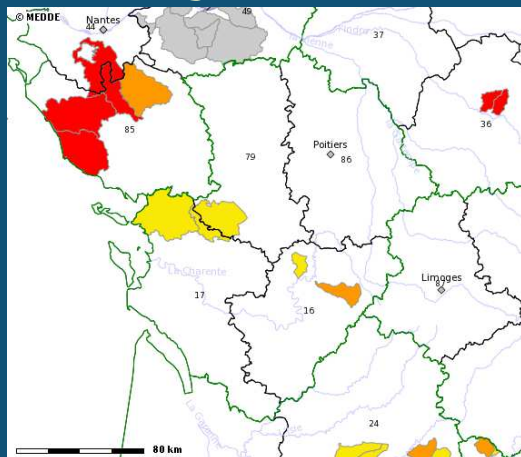 © MEDDE
Nantes
44
49
37
36
85
79
Poitiers
86
La Charente
17
16
Limoges
87
24
80 km